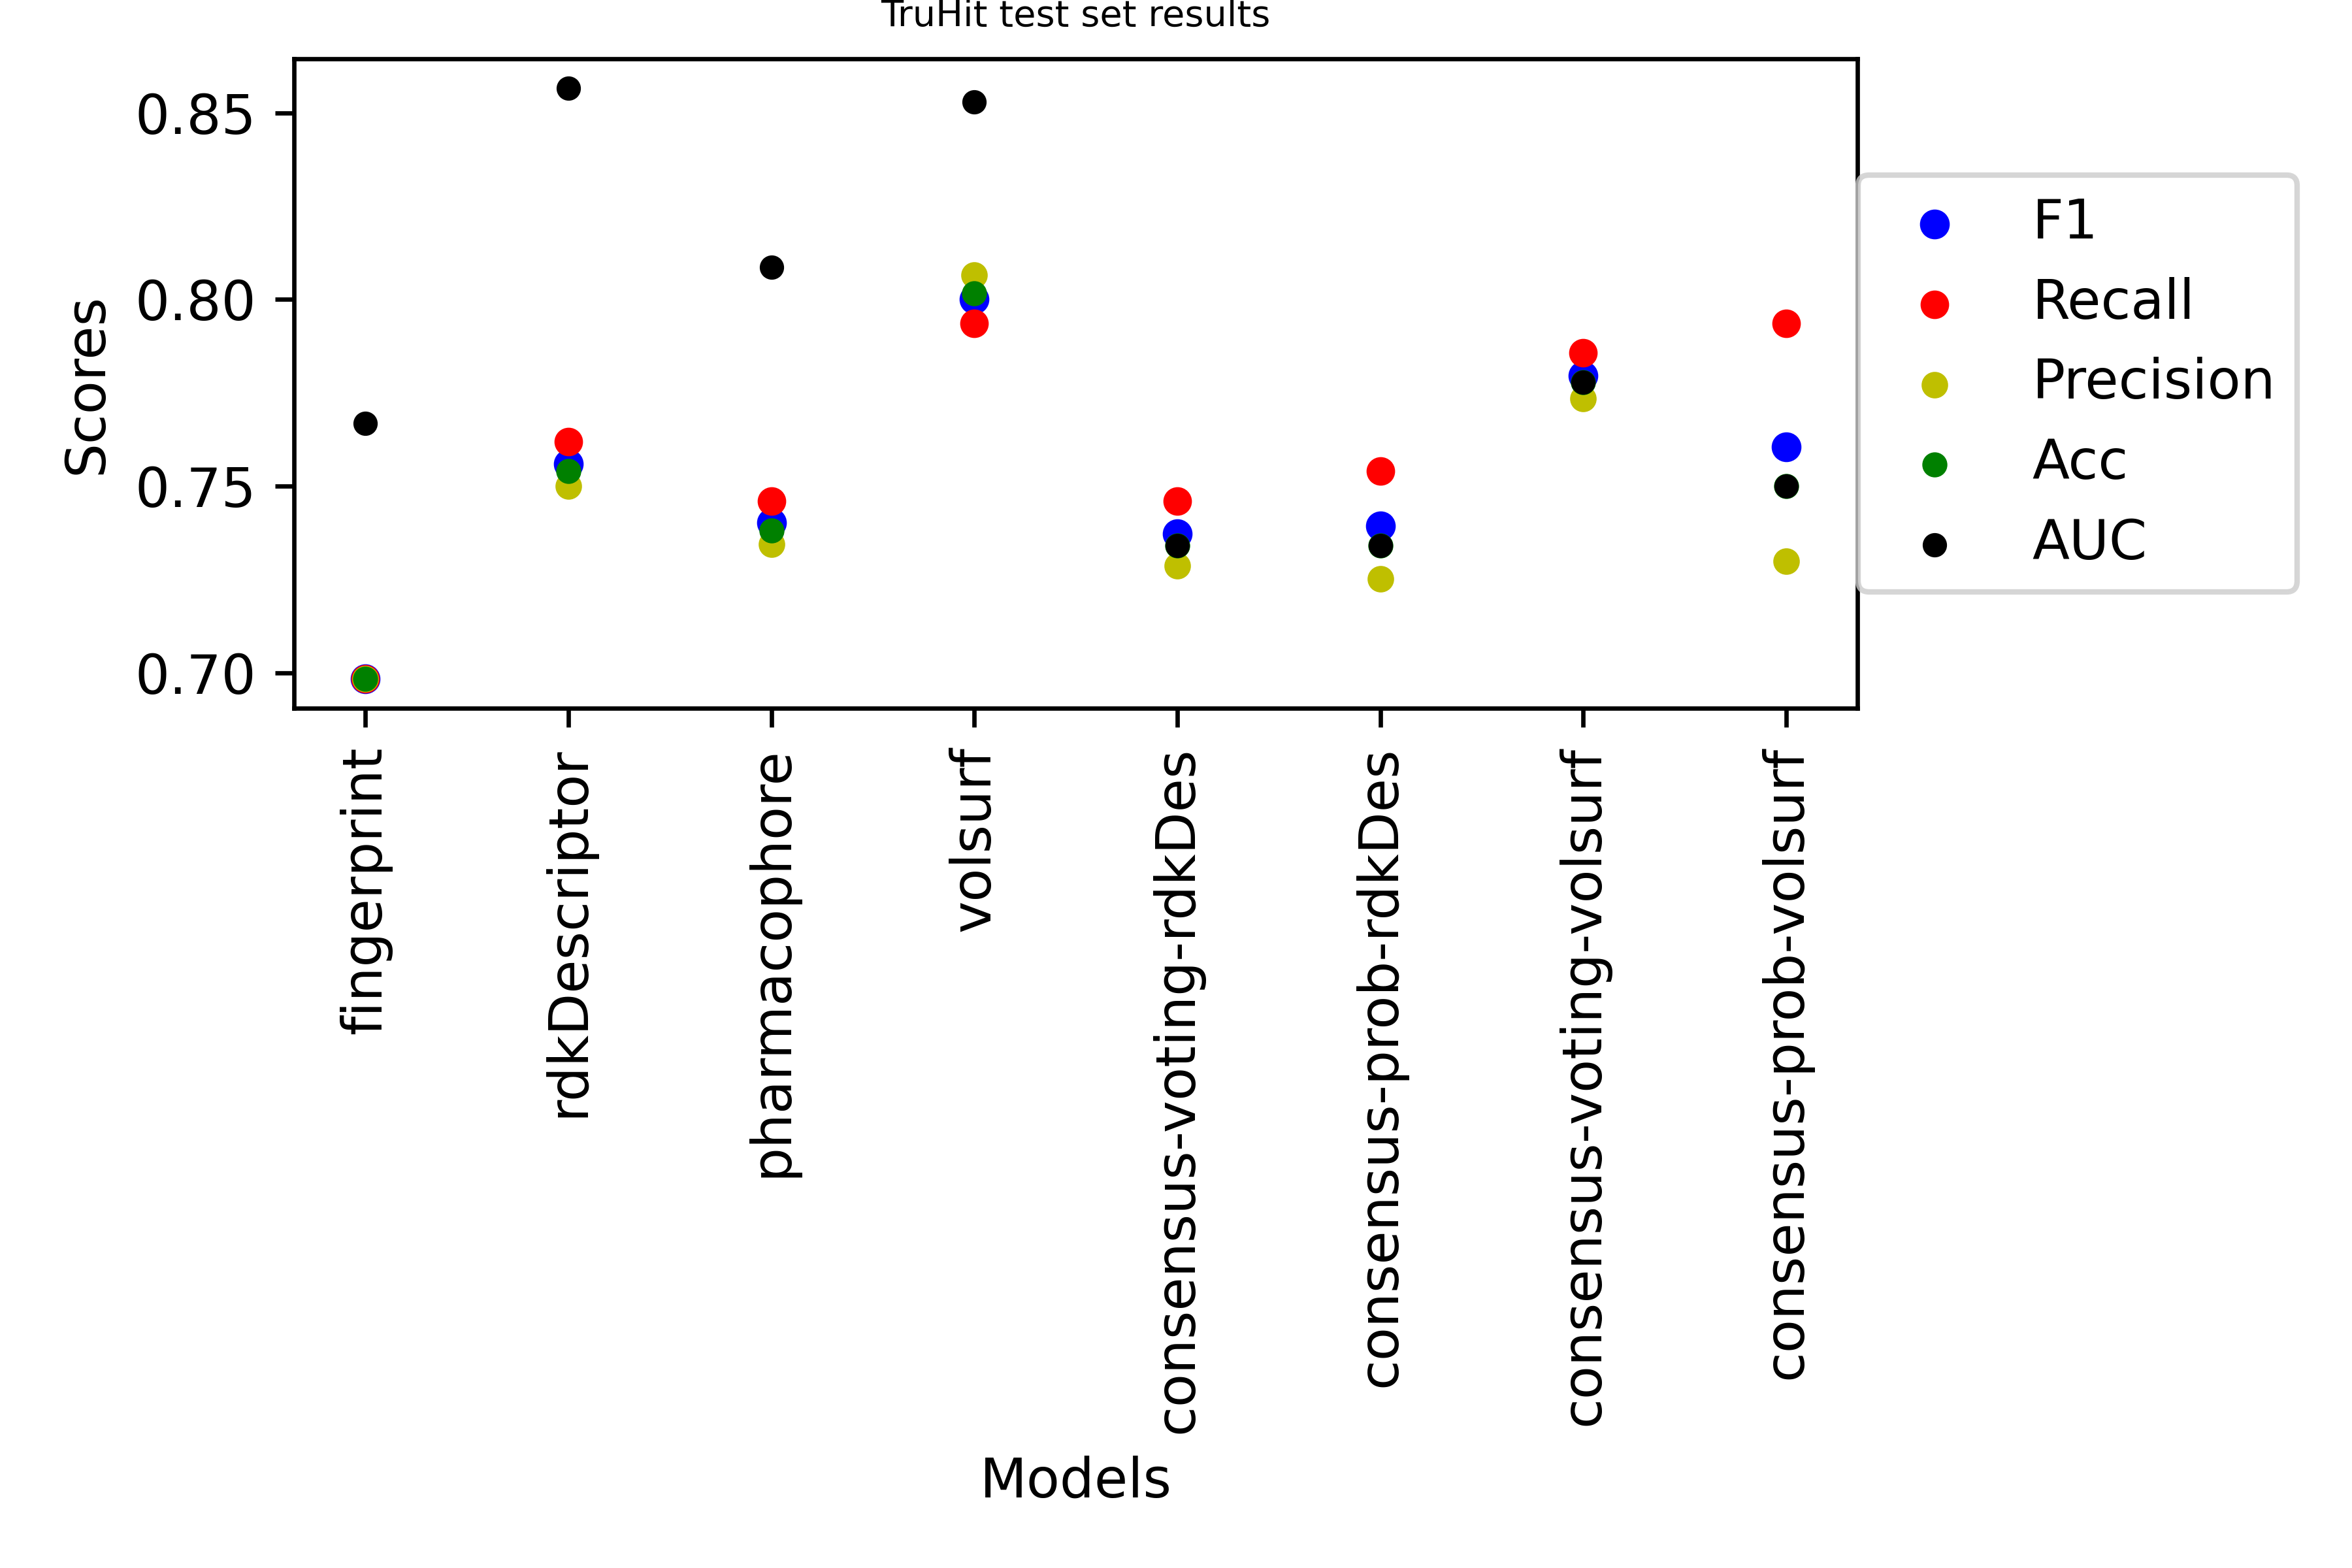 TruHit test set results
Scores
0.85
0.80
0.75
0.70
F1
Recall
Precision
Acc
AUC
fingerprint
rdkDescriptor
pharmacophore
volsurf
consensus-voting-rdkDes
consensus-prob-rdkDes
consensus-voting-volsurf
consensus-prob-volsurf
Models